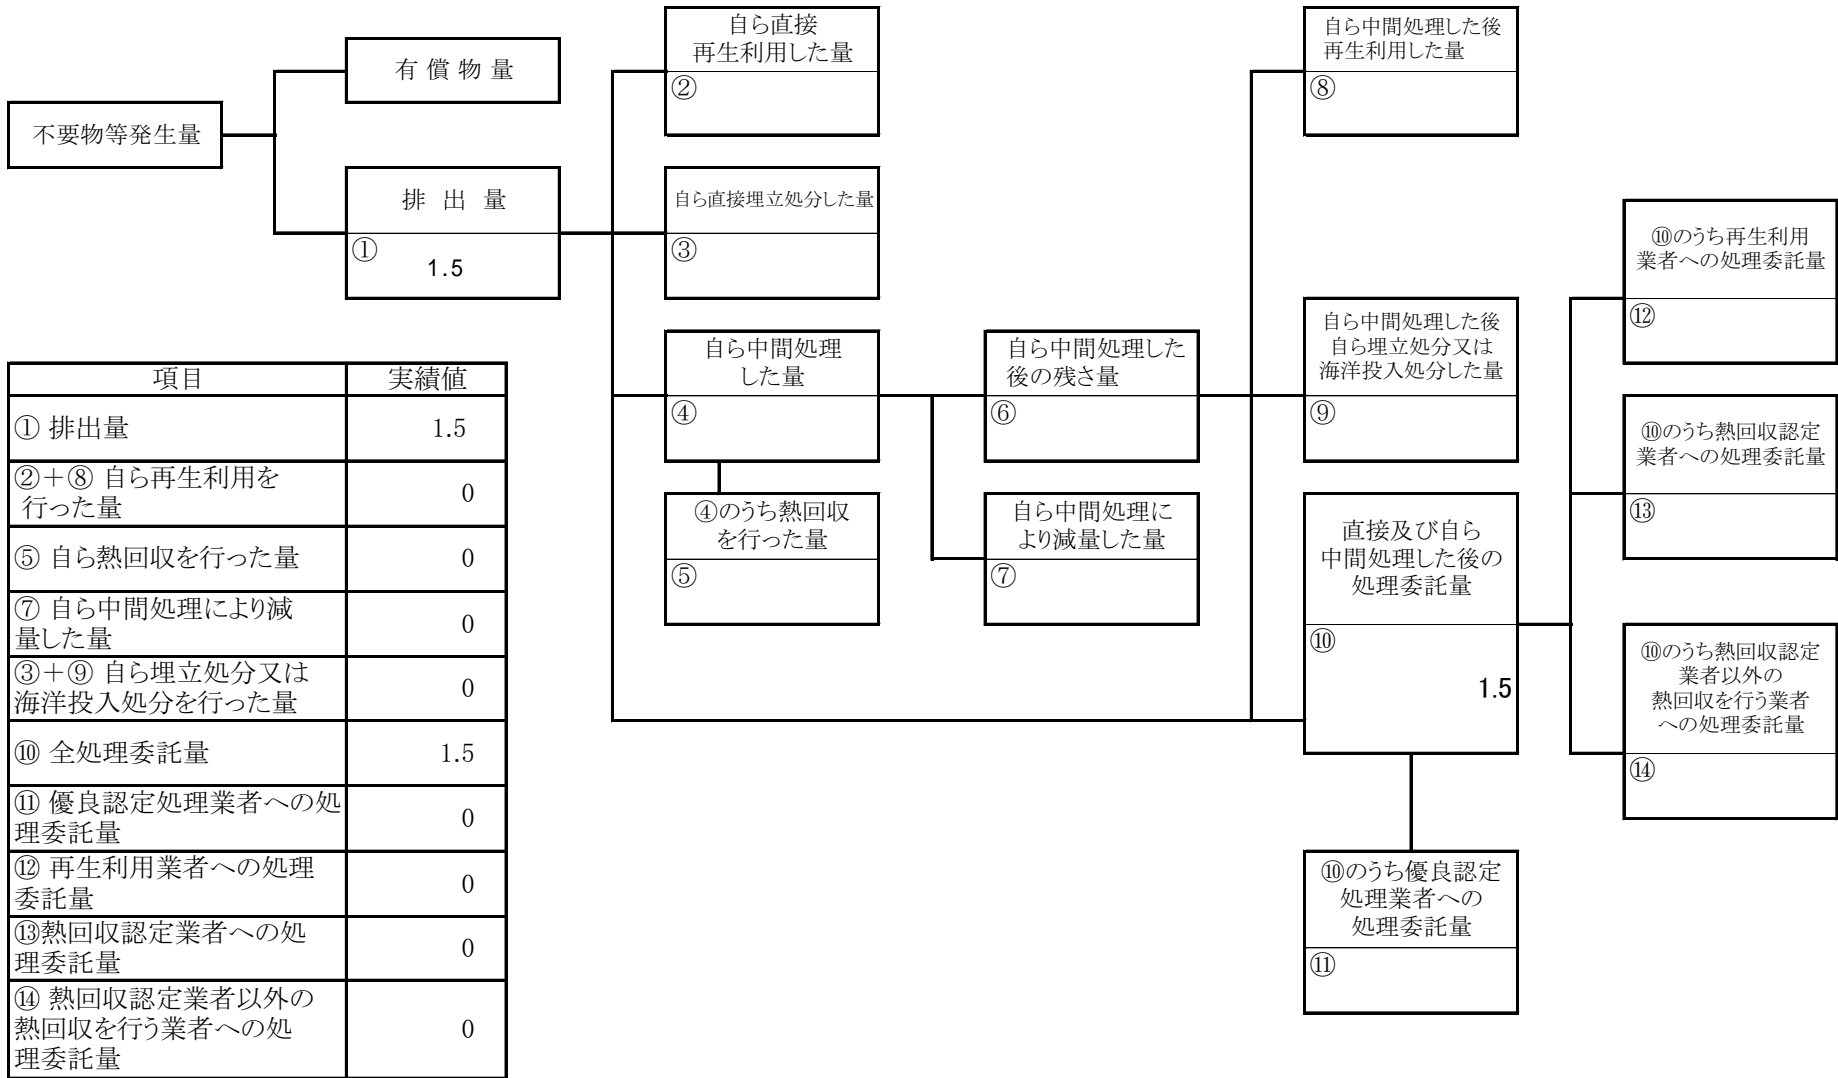 不要物等発生量
有 償 物 量
排 出 量
①
1.5
自ら直接
再生利用した量
②
自ら直接埋立処分した量
③
自ら中間処理
した量
④
④のうち熱回収
を行った量
⑤
自ら中間処理した
後の残さ量
⑥
自ら中間処理に
より減量した量
⑦
自ら中間処理した後
再生利用した量
⑧
自ら中間処理した後
自ら埋立処分又は
海洋投入処分した量
⑨
直接及び自ら
中間処理した後の
処理委託量
⑩
1.5
⑩のうち優良認定
処理業者への
処理委託量
⑪
⑩のうち再生利用
業者への処理委託量
⑫
⑩のうち熱回収認定
業者への処理委託量
⑬
⑩のうち熱回収認定
業者以外の
熱回収を行う業者
への処理委託量
⑭
項目 実績値
① 排出量 1.5
②＋⑧ 自ら再生利用を
行った量 0
⑤ 自ら熱回収を行った量 0
⑦ 自ら中間処理により減
量した量 0
③＋⑨ 自ら埋立処分又は
海洋投入処分を行った量 0
⑩ 全処理委託量 1.5
⑪ 優良認定処理業者への処
理委託量 0
⑫ 再生利用業者への処理
委託量 0
⑬熱回収認定業者への処
理委託量 0
⑭ 熱回収認定業者以外の
熱回収を行う業者への処
理委託量 0